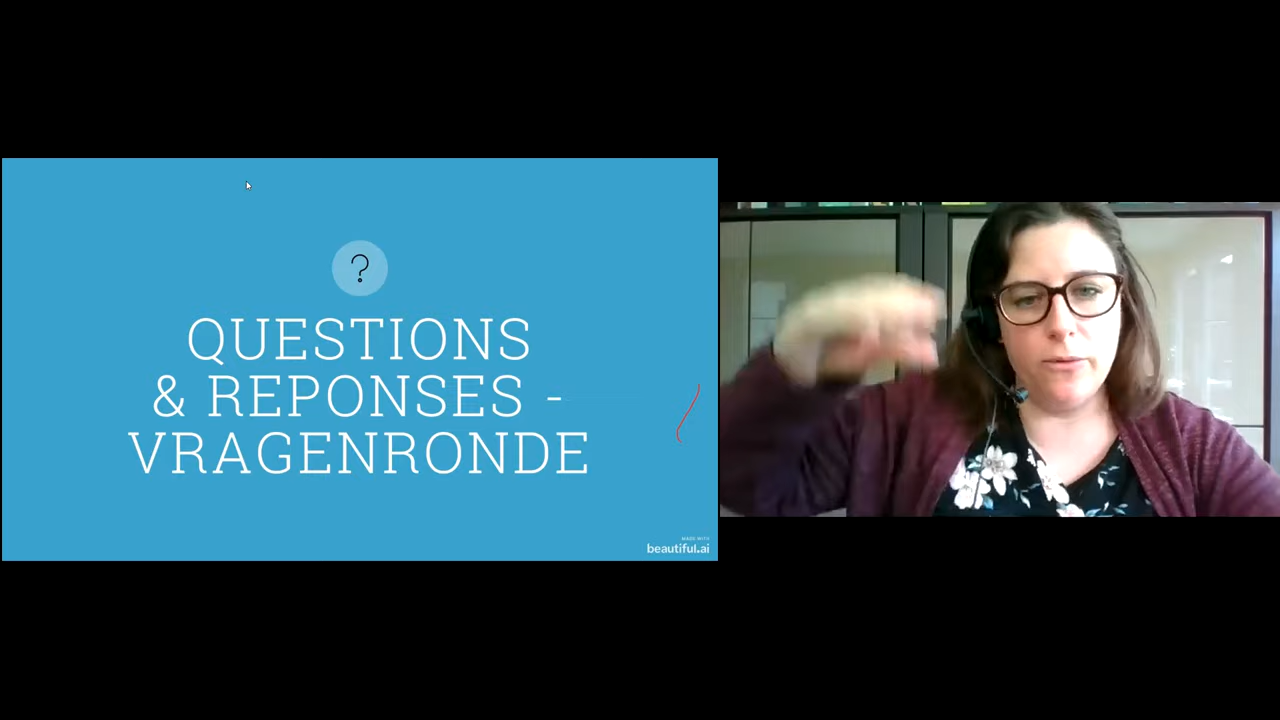 ?
QUESTIONS
& REPONSES -
VRAGENRONDE
MADE WITH
beautiful.ai